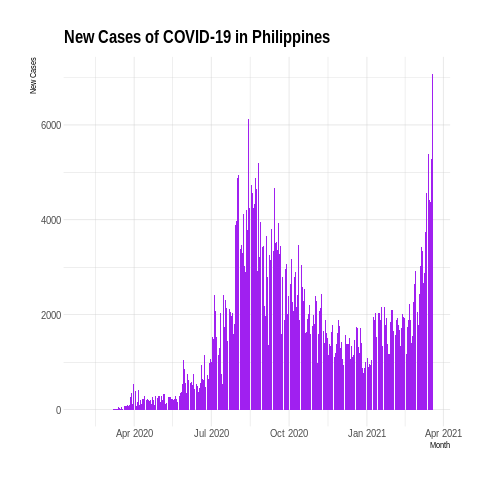 New Cases of COVID-19 in Philippines
New Cases
6000
4000
2000
0
Apr 2020 Jul 2020 Oct 2020 Jan 2021 Apr 2021
Month